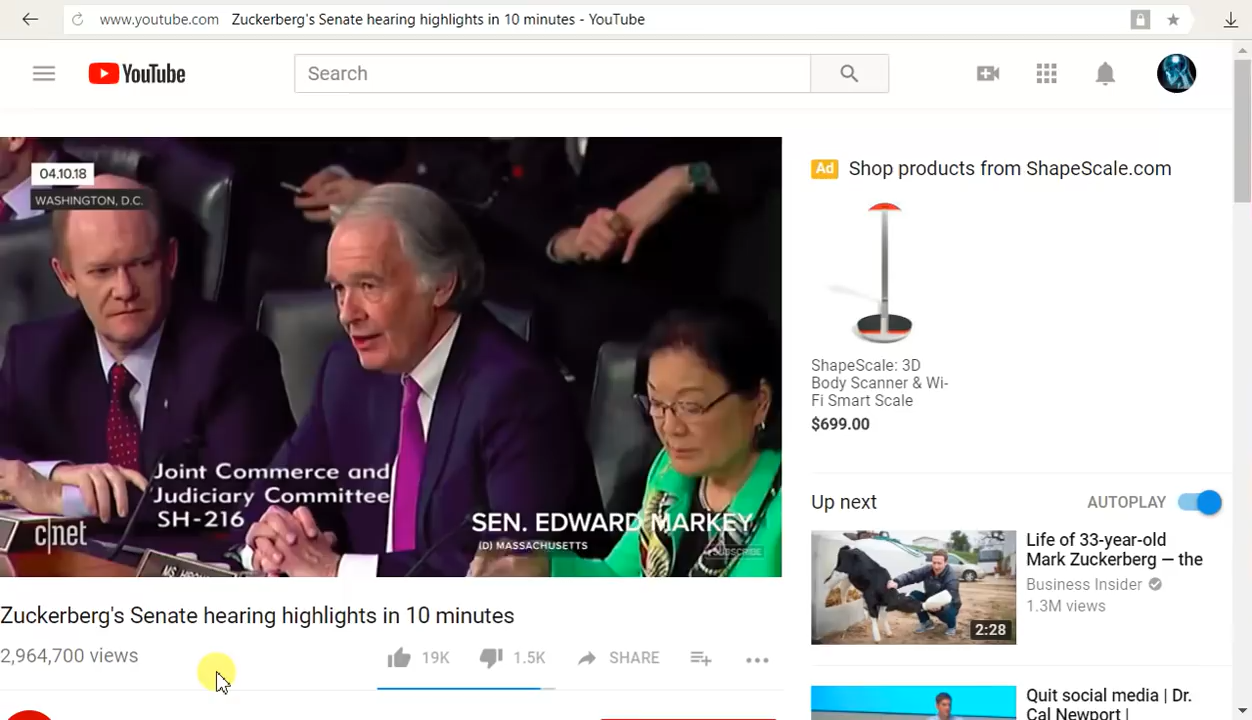 www.youtube.com Zuckerberg's Senate hearing highlights in 10 minutes - YouTube
YouTube
Search
04.10.18
WASHINGTON, D.C.
Joint Commerce and
Judiciary Committee
SH-216
c|net
SEN. EDWARD MARKEY
(D) MASSACHUSETTS
SUBSCRIBE
Zuckerberg's Senate hearing highlights in 10 minutes
2,964,700 views
19K
1.5K
SHARE
Ad
Shop products from ShapeScale.com
ShapeScale: 3D
Body Scanner & Wi-
Fi Smart Scale
$699.00
Up next
AUTOPLAY
2:28
Life of 33-year-old
Mark Zuckerberg — the
Business Insider
1.3M views
Quit social media | Dr.
Cal Newport |